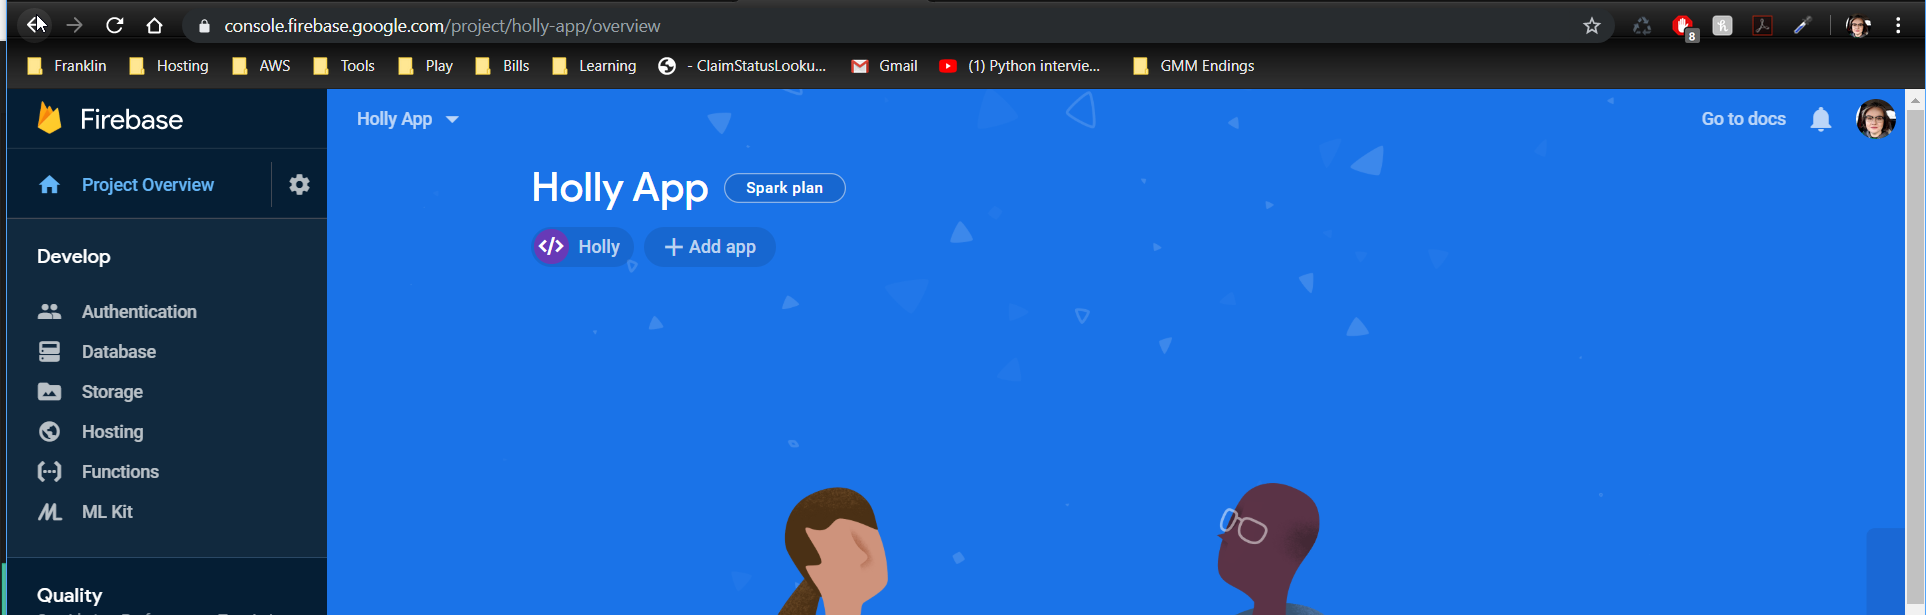 console.firebase.google.com/project/holly-app/overview
8
Franklin Hosting AWS Tools Play Bills Learning - ClaimStatusLooku... Gmail (1) Python intervie... GMM Endings
Firebase
Holly App
Go to docs
Project Overview
Holly App Spark plan
</> Holly + Add app
Develop
Authentication
Database
Storage
Hosting
Functions
ML Kit
Quality